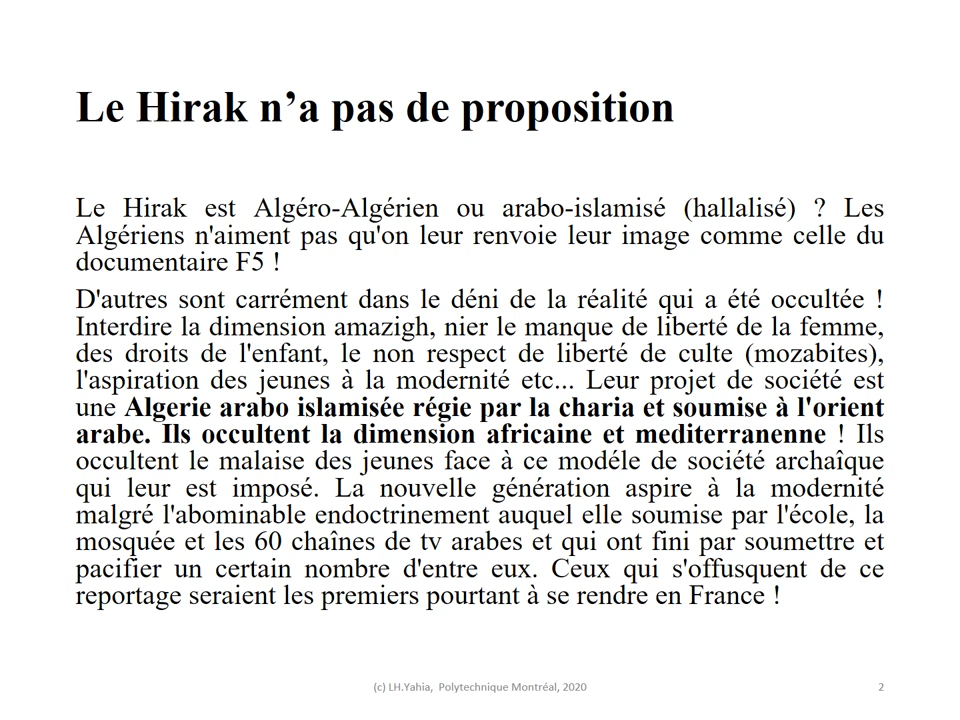 Le Hirak n’a pas de proposition
Le Hirak est Algéro-Algérien ou arabo-islamisé (hallalisé) ? Les
Algériens n'aiment pas qu'on leur renvoie leur image comme celle du
documentaire F5 !
D'autres sont carrément dans le déni de la réalité qui a été occultée !
Interdire la dimension amazigh, nier le manque de liberté de la femme,
des droits de l'enfant, le non respect de liberté de culte (mozabites),
l'aspiration des jeunes à la modernité etc... Leur projet de société est
une Algerie arabo islamisée régie par la charia et soumise à l'orient
arabe. Ils occultent la dimension africaine et mediterranenne ! Ils
occultent le malaise des jeunes face à ce modéle de société archaîque
qui leur est imposé. La nouvelle génération aspire à la modernité
malgré l'abominable endoctrinement auquel elle soumise par l'école, la
mosquée et les 60 chaînes de tv arabes et qui ont fini par soumettre et
pacifier un certain nombre d'entre eux. Ceux qui s'offusquent de ce
reportage seraient les premiers pourtant à se rendre en France !
(c) LH.Yahia, Polytechnique Montréal, 2020
2